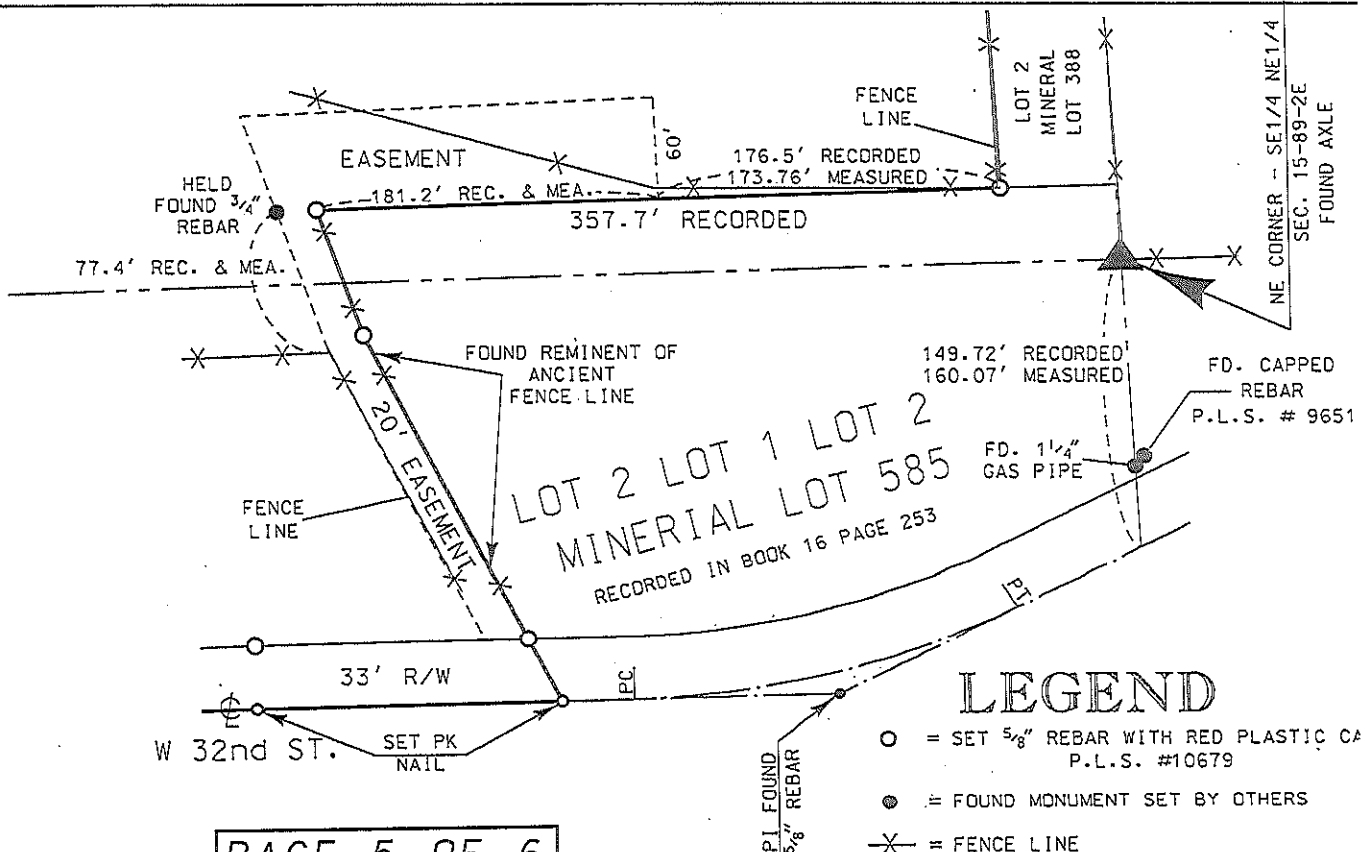 LOT 2
MINERAL
LOT 388
NE CORNER - SE1/4 NE1/4
SEC. 15-89-2E
FOUND AXLE
FENCE
LINE
60'
EASEMENT
176.5' RECORDED
173.76' MEASURED
HELD
FOUND 3/4"
REBAR
181.2' REC. & MEA.
357.7' RECORDED
77.4' REC. & MEA.
FOUND REMINENT OF
ANCIENT
FENCE LINE
149.72' RECORDED
160.07' MEASURED
FD. CAPPED
REBAR
P.L.S. # 9651
20' EASEMENT
LOT 2 LOT 1 LOT 2
MINERIAL LOT 585
RECORDED IN BOOK 16 PAGE 253
FD. 1 1/4"
GAS PIPE
FENCE
LINE
PT
33' R/W
PC
W 32nd ST.
SET PK
NAIL
PI FOUND
5/8" REBAR
LEGEND
= SET 5/8" REBAR WITH RED PLASTIC CA
P.L.S. #10679
= FOUND MONUMENT SET BY OTHERS
= FENCE LINE
PAGE 5 OF 6